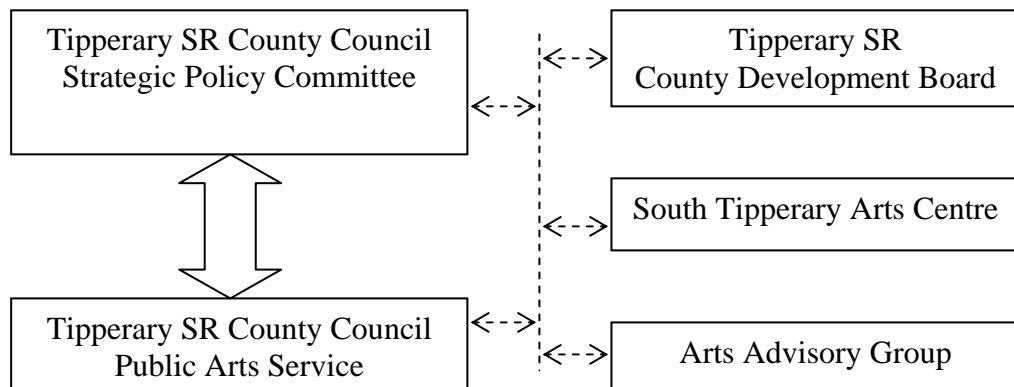 Tipperary SR County Council
Strategic Policy Committee
Tipperary SR
County Development Board
South Tipperary Arts Centre
Tipperary SR County Council
Public Arts Service
Arts Advisory Group